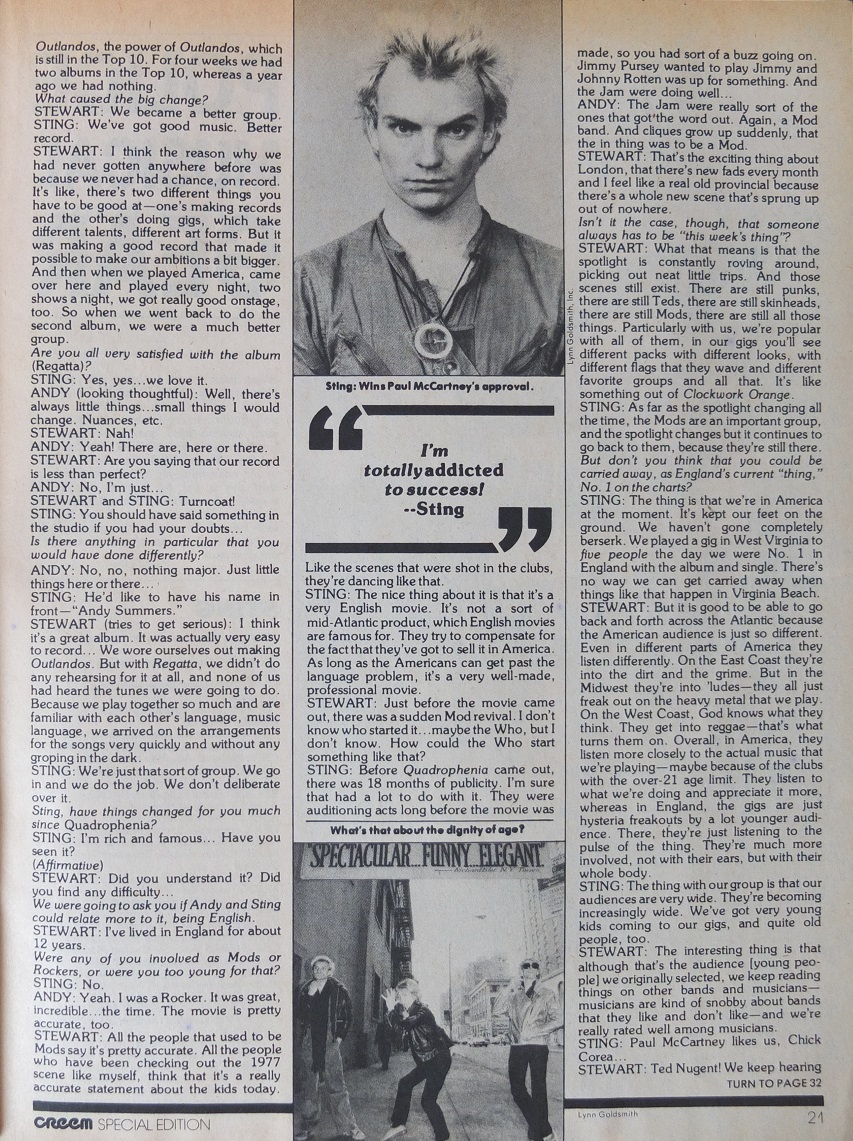 Outlandos, the power of Outlandos, which
is still in the Top 10. For four weeks we had
two albums in the Top 10, whereas a year
ago we had nothing.
What caused the big change?
STEWART: We became a better group.
STING: We've got good music. Better
record.
STEWART: I think the reason why we
had never gotten anywhere before was
because we never had a chance, on record.
It's like, there's two different things you
have to be good at—one's making records
and the other's doing gigs, which take
different talents, different art forms. But it
was making a good record that made it
possible to make our ambitions a bit bigger.
And then when we played America, came
over here and played every night, two
shows a night, we got really good onstage,
too. So when we went back to do the
second album, we were a much better
group.
Are you all very satisfied with the album
(Regatta)?
STING: Yes, yes...we love it.
ANDY (looking thoughtful): Well, there's
always little things...small things I would
change. Nuances, etc.
STEWART: Nah!
ANDY: Yeah! There are, here or there.
STEWART: Are you saying that our record
is less than perfect?
ANDY: No, I'm just...
STEWART and STING: Turncoat!
STING: You should have said something in
the studio if you had your doubts...
Is there anything in particular that you
would have done differently?
ANDY: No, no, nothing major. Just little
things here or there...
STING: He'd like to have his name in
front—"Andy Summers."
STEWART (tries to get serious): I think
it's a great album. It was actually very easy
to record... We wore ourselves out making
Outlandos. But with Regatta, we didn't do
any rehearsing for it at all, and none of us
had heard the tunes we were going to do.
Because we play together so much and are
familiar with each other's language, music
language, we arrived on the arrangements
for the songs very quickly and without any
groping in the dark.
STING: We're just that sort of group. We go
in and we do the job. We don't deliberate
over it.
Sting, have things changed for you much
since Quadrophenia?
STING: I'm rich and famous... Have you
seen it?
(Affirmative)
STEWART: Did you understand it? Did
you find any difficulty...
We were going to ask you if Andy and Sting
could relate more to it, being English.
STEWART: I've lived in England for about
12 years.
Were any of you involved as Mods or
Rockers, or were you too young for that?
STING: No.
ANDY: Yeah. I was a Rocker. It was great,
incredible...the time. The movie is pretty
accurate, too.
STEWART: All the people that used to be
Mods say it's pretty accurate. All the people
who have been checking out the 1977
scene like myself, think that it's a really
accurate statement about the kids today.
Lynn Goldsmith, Inc.
Sting: Wins Paul McCartney's approval.
“
I'm
totally addicted
to success!
--Sting
”
Like the scenes that were shot in the clubs,
they're dancing like that.
STING: The nice thing about it is that it's a
very English movie. It's not a sort of
mid-Atlantic product, which English movies
are famous for. They try to compensate for
the fact that they've got to sell it in America.
As long as the Americans can get past the
language problem, it's a very well-made,
professional movie.
STEWART: Just before the movie came
out, there was a sudden Mod revival. I don't
know who started it...maybe the Who, but I
don't know. How could the Who start
something like that?
STING: Before Quadrophenia came out,
there was 18 months of publicity. I'm sure
that had a lot to do with it. They were
auditioning acts long before the movie was
What's that about the dignity of age?
"SPECTACULAR...FUNNY...ELEGANT"
made, so you had sort of a buzz going on.
Jimmy Pursey wanted to play Jimmy and
Johnny Rotten was up for something. And
the Jam were doing well...
ANDY: The Jam were really sort of the
ones that got the word out. Again, a Mod
band. And cliques grow up suddenly, that
the in thing was to be a Mod.
STEWART: That's the exciting thing about
London, that there's new fads every month
and I feel like a real old provincial because
there's a whole new scene that's sprung up
out of nowhere.
Isn't it the case, though, that someone
always has to be "this week's thing"?
STEWART: What that means is that the
spotlight is constantly roving around,
picking out neat little trips. And those
scenes still exist. There are still punks,
there are still Teds, there are still skinheads,
there are still Mods, there are still all those
things. Particularly with us, we're popular
with all of them, in our gigs you'll see
different packs with different looks, with
different flags that they wave and different
favorite groups and all that. It's like
something out of Clockwork Orange.
STING: As far as the spotlight changing all
the time, the Mods are an important group,
and the spotlight changes but it continues to
go back to them, because they're still there.
But don't you think that you could be
carried away, as England's current "thing,"
No. 1 on the charts?
STING: The thing is that we're in America
at the moment. It's kept our feet on the
ground. We haven't gone completely
berserk. We played a gig in West Virginia to
five people the day we were No. 1 in
England with the album and single. There's
no way we can get carried away when
things like that happen in Virginia Beach.
STEWART: But it is good to be able to go
back and forth across the Atlantic because
the American audience is just so different.
Even in different parts of America they
listen differently. On the East Coast they're
into the dirt and the grime. But in the
Midwest they're into 'ludes—they all just
freak out on the heavy metal that we play.
On the West Coast, God knows what they
think. They get into reggae—that's what
turns them on. Overall, in America, they
listen more closely to the actual music that
we're playing—maybe because of the clubs
with the over-21 age limit. They listen to
what we're doing and appreciate it more,
whereas in England, the gigs are just
hysteria freakouts by a lot younger audi-
ence. There, they're just listening to the
pulse of the thing. They're much more
involved, not with their ears, but with their
whole body.
STING: The thing with our group is that our
audiences are very wide. They're becoming
increasingly wide. We've got very young
kids coming to our gigs, and quite old
people, too.
STEWART: The interesting thing is that
although that's the audience [young peo-
ple] we originally selected, we keep reading
things on other bands and musicians—
musicians are kind of snobby about bands
that they like and don't like—and we're
really rated well among musicians.
STING: Paul McCartney likes us, Chick
Corea...
STEWART: Ted Nugent! We keep hearing
TURN TO PAGE 32
Lynn Goldsmith
CREEM SPECIAL EDITION
21